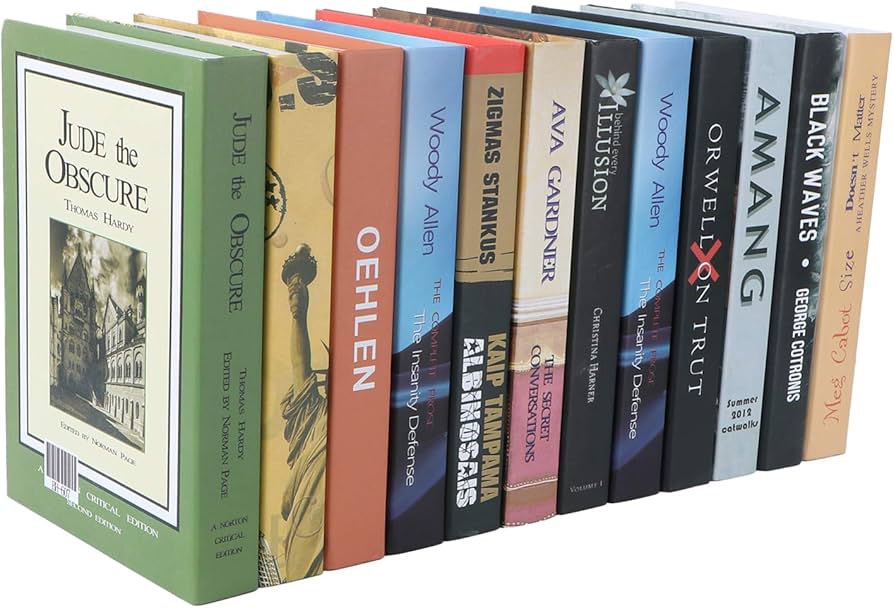 JUDE the
OBSCURE
THOMAS HARDY
EDITED BY NORMAN PAGE
CRITICAL EDITION
SECOND EDITION
JUDE the OBSCURE
THOMAS HARDY
EDITED BY NORMAN PAGE
A NORTON
CRITICAL
EDITION
OEHLEN
Woody Allen
THE COMPLETE PROSE
The Insanity Defense
ZIGMAS STANKUS
KAIP TAMPAMA
ALBINOSAIS
AVA GARDNER
THE SECRET
CONVERSATIONS
behind every
ILLUSION
CHRISTINA HARNER
VOLUME I
Woody Allen
THE COMPLETE PROSE
The Insanity Defense
ORWELL ON TRUT
AMANG
Summer
2012
catwalks
BLACK WAVES • GEORGE COTRONIS
Meg Cabot Size Doesn't Matter
A HEATHER WELLS MYSTERY